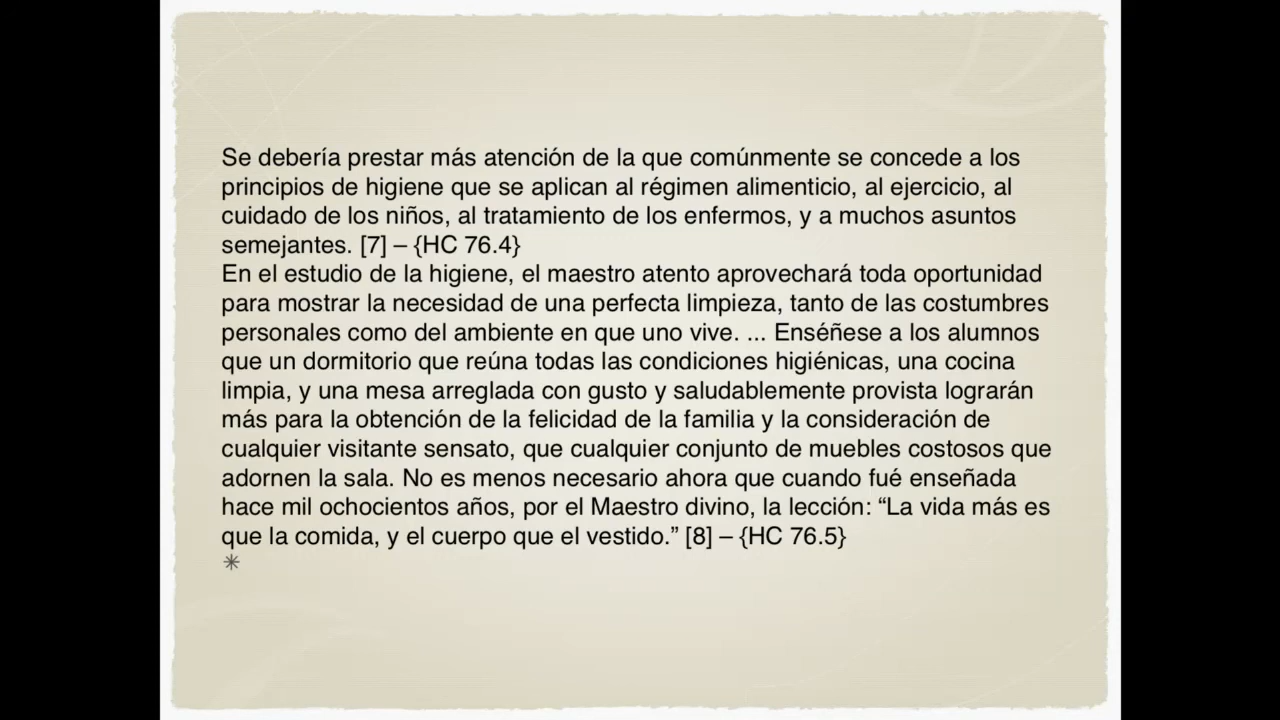 Se debería prestar más atención de la que comúnmente se concede a los
principios de higiene que se aplican al régimen alimenticio, al ejercicio, al
cuidado de los niños, al tratamiento de los enfermos, y a muchos asuntos
semejantes. [7] – {HC 76.4}
En el estudio de la higiene, el maestro atento aprovechará toda oportunidad
para mostrar la necesidad de una perfecta limpieza, tanto de las costumbres
personales como del ambiente en que uno vive. ... Enséñese a los alumnos
que un dormitorio que reúna todas las condiciones higiénicas, una cocina
limpia, y una mesa arreglada con gusto y saludablemente provista lograrán
más para la obtención de la felicidad de la familia y la consideración de
cualquier visitante sensato, que cualquier conjunto de muebles costosos que
adornen la sala. No es menos necesario ahora que cuando fué enseñada
hace mil ochocientos años, por el Maestro divino, la lección: “La vida más es
que la comida, y el cuerpo que el vestido.” [8] – {HC 76.5}